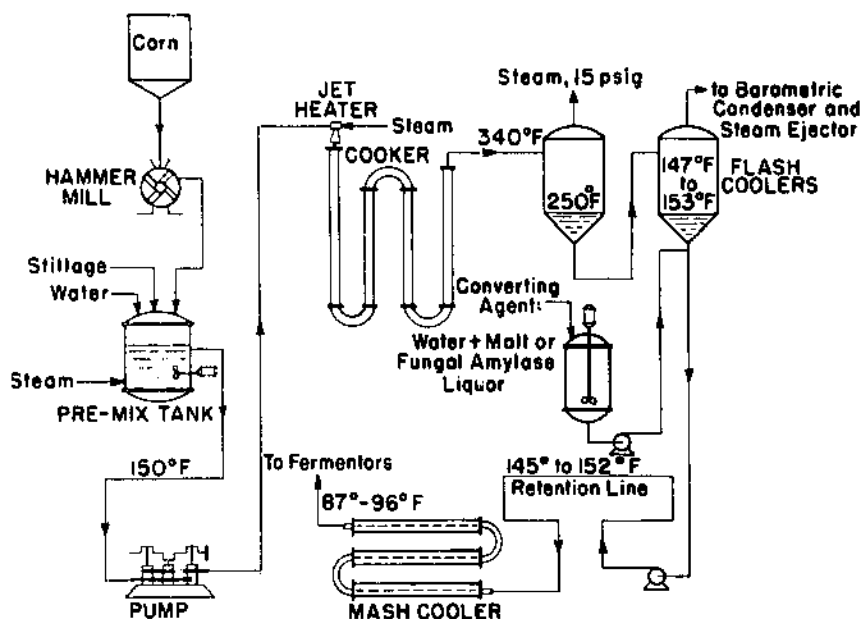 Corn
HAMMER
MILL
Stillage
Water
Steam
PRE-MIX TANK
150°F
PUMP
JET
HEATER
Steam
COOKER
340°F
Steam, 15 psig
250°F
to Barometric
Condenser and
Steam Ejector
147°F
to
153°F
FLASH
COOLERS
Converting
Agent:
Water + Malt or
Fungal Amylase
Liquor
145° to 152°F
Retention Line
To Fermentors
87°-96°F
MASH COOLER